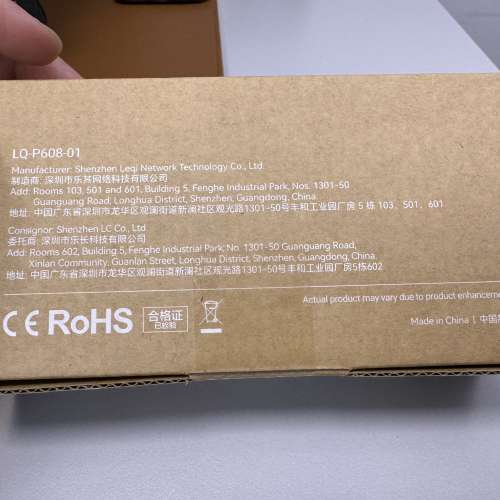 LQ-P608-01
Manufacturer: Shenzhen Leqi Network Technology Co., Ltd.
制造商: 深圳市乐其网络科技有限公司
Add: Rooms 103, 501 and 601, Building 5, Fenghe Industrial Park, Nos. 1301-50
Guanguang Road, Longhua District, Shenzhen, Guangdong, China
地址: 中国广东省深圳市龙华区观澜街道新澜社区观光路1301-50号丰和工业园厂房 5 栋 103、501、601
Consignor: Shenzhen LC Co., Ltd
委托商: 深圳市乐长科技有限公司
Add: Rooms 602, Building 5, Fenghe Industrial Park, No. 1301-50 Guanguang Road,
Xinlan Community, Guanlan Street, Longhua District, Shenzhen, Guangdong, China.
地址: 中国广东省深圳市龙华区观澜街道新澜社区观光路1301-50号丰和工业园厂房5栋602
Actual product may vary due to product enhanceme
CE RoHS
合格证
已检验
Made in China | 中国